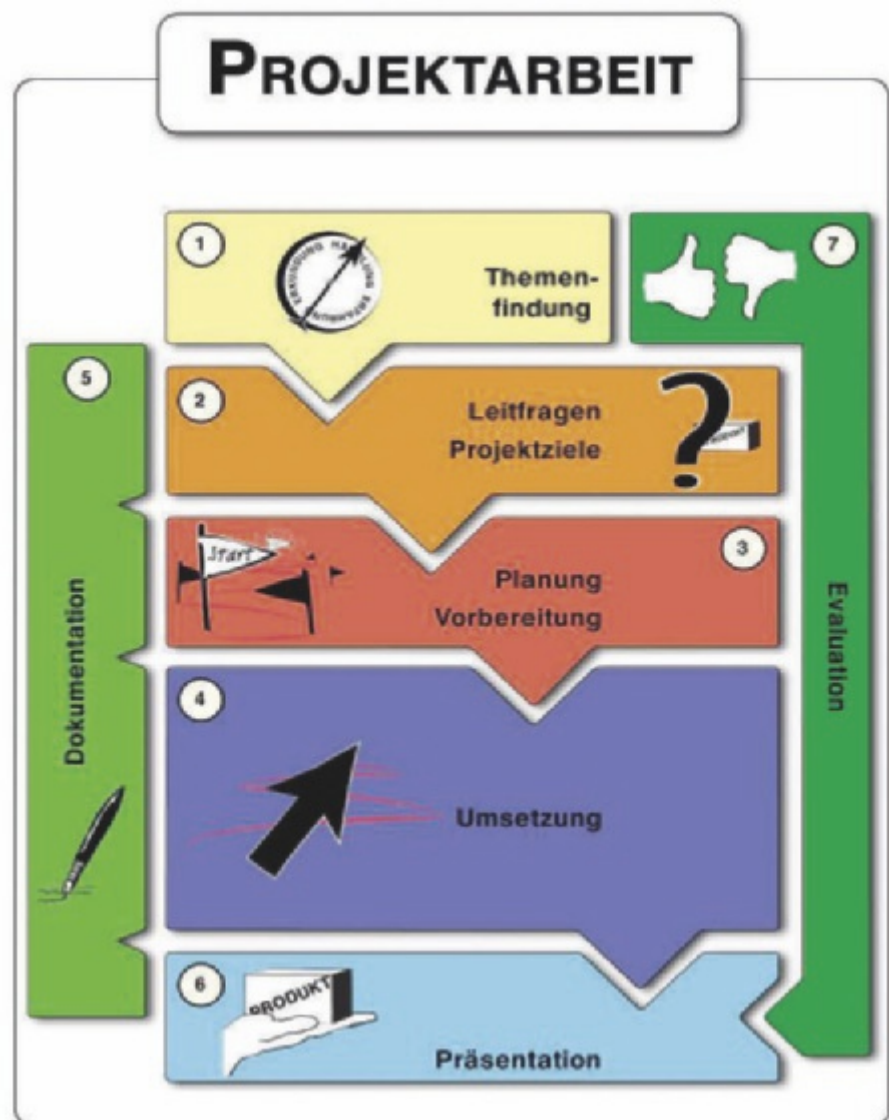 PROJEKTARBEIT
1
Themen-
findung
7
5
2
Leitfragen
Projektziele
PRODUKT
Start
3
Planung
Vorbereitung
Dokumentation
Evaluation
4
Umsetzung
6
PRODUKT
Präsentation